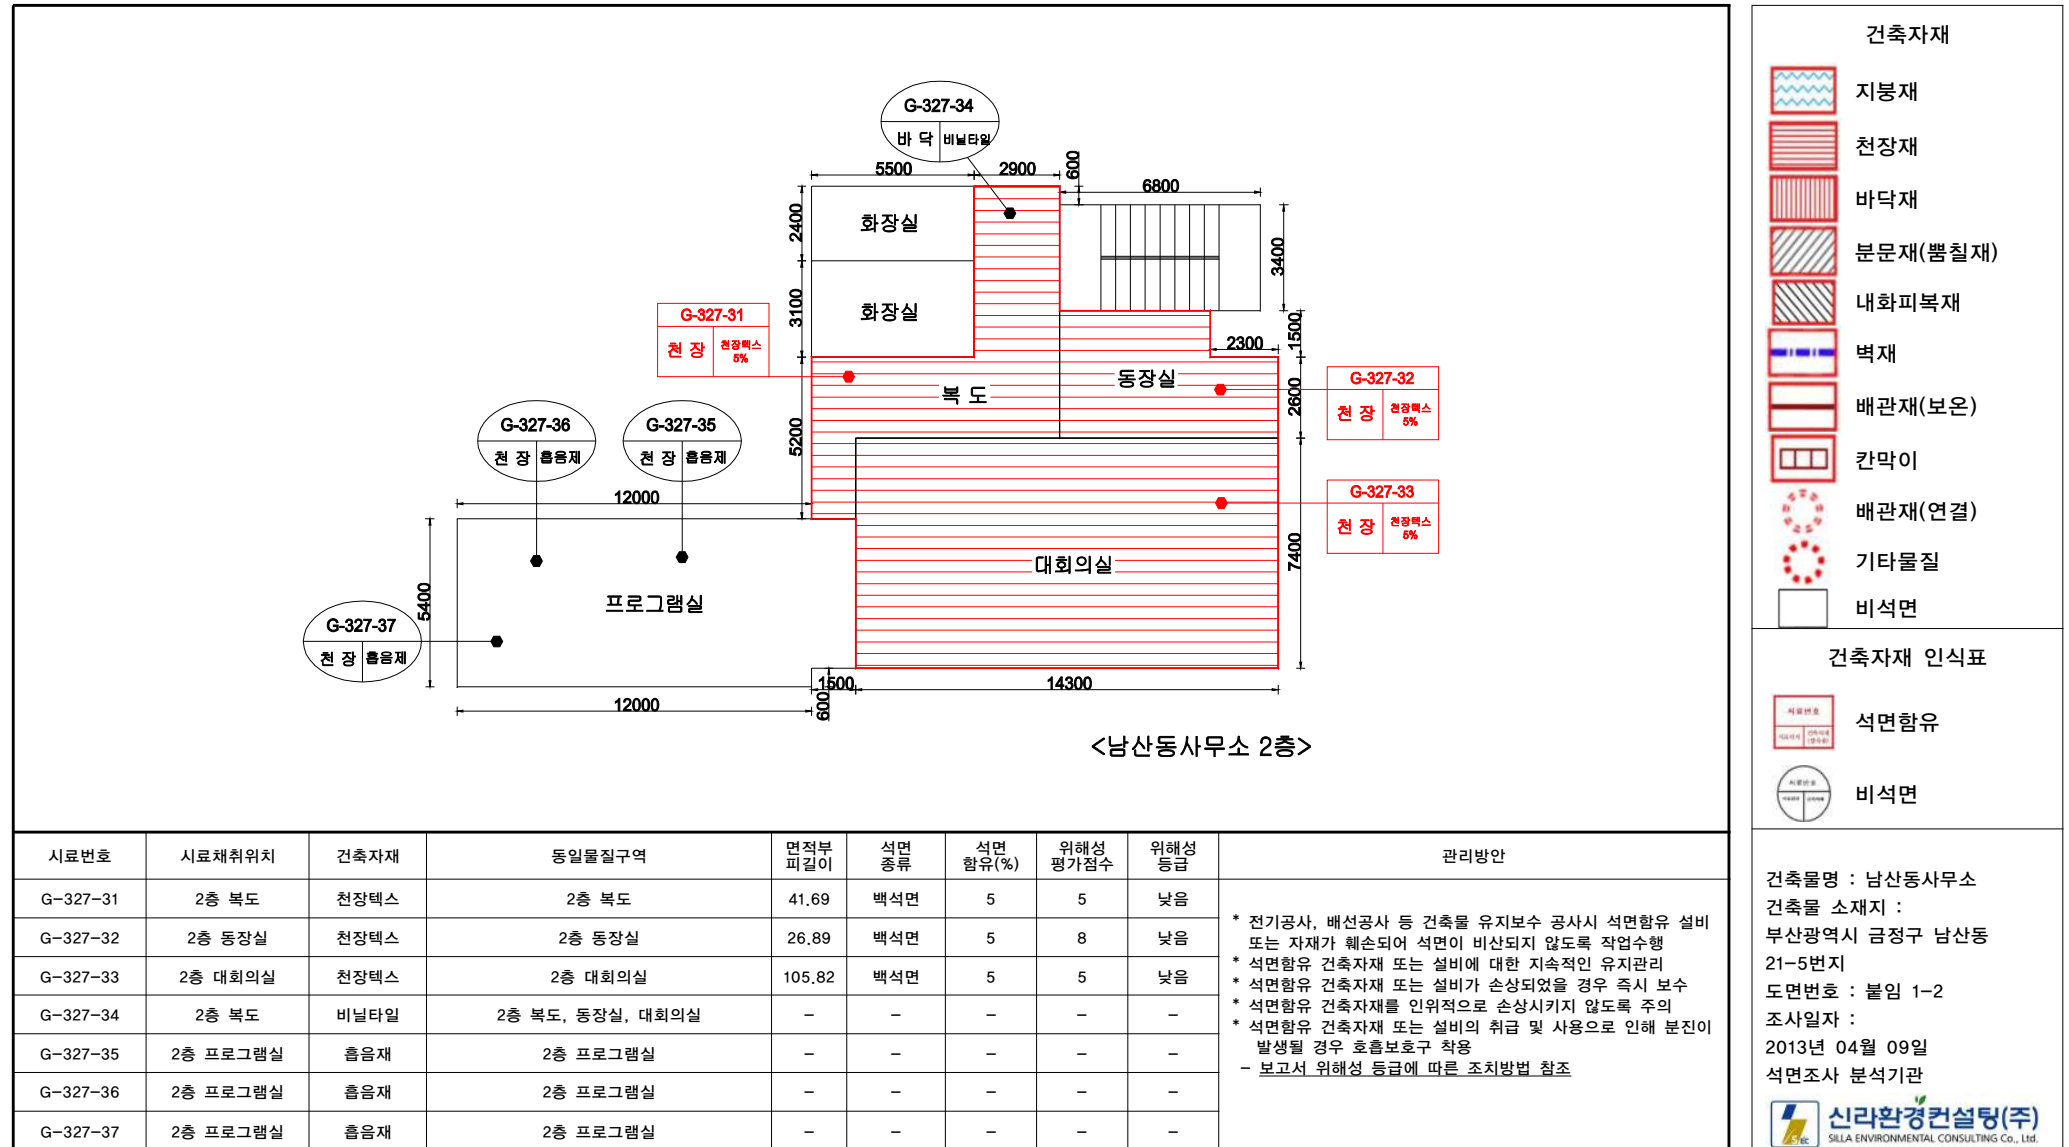 G-327-34
바 닥 비닐타일
5500
2900
600
6800
2400
화장실
3400
3100
화장실
1500
2300
G-327-31
천 장 천장텍스
5%
복 도
동장실
2600
G-327-32
천 장 천장텍스
5%
5200
G-327-36
천 장 흡음제
G-327-35
천 장 흡음제
12000
G-327-33
천 장 천장텍스
5%
7400
대회의실
프로그램실
5400
G-327-37
천 장 흡음제
1500
14300
12000
600
<남산동사무소 2층>
시료번호 시료채취위치 건축자재 동일물질구역 면적부피길이 석면종류 석면함유(%) 위해성평가점수 위해성등급 관리방안
G-327-31 2층 복도 천장텍스 2층 복도 41.69 백석면 5 5 낮음
G-327-32 2층 동장실 천장텍스 2층 동장실 26.89 백석면 5 8 낮음
G-327-33 2층 대회의실 천장텍스 2층 대회의실 105.82 백석면 5 5 낮음
G-327-34 2층 복도 비닐타일 2층 복도, 동장실, 대회의실 - - - - -
G-327-35 2층 프로그램실 흡음재 2층 프로그램실 - - - - -
G-327-36 2층 프로그램실 흡음재 2층 프로그램실 - - - - -
G-327-37 2층 프로그램실 흡음재 2층 프로그램실 - - - - -
* 전기공사, 배선공사 등 건축물 유지보수 공사시 석면함유 설비
또는 자재가 훼손되어 석면이 비산되지 않도록 작업수행
* 석면함유 건축자재 또는 설비에 대한 지속적인 유지관리
* 석면함유 건축자재 또는 설비가 손상되었을 경우 즉시 보수
* 석면함유 건축자재를 인위적으로 손상시키지 않도록 주의
* 석면함유 건축자재 또는 설비의 취급 및 사용으로 인해 분진이
발생될 경우 호흡보호구 착용
- 보고서 위해성 등급에 따른 조치방법 참조
건축자재
지붕재
천장재
바닥재
분문재(뿜칠재)
내화피복재
벽재
배관재(보온)
칸막이
배관재(연결)
기타물질
비석면
건축자재 인식표
시료번호
석면함유
비석면
건축물명 : 남산동사무소
건축물 소재지 :
부산광역시 금정구 남산동
21-5번지
도면번호 : 붙임 1-2
조사일자 :
2013년 04월 09일
석면조사 분석기관
신라환경컨설팅(주)
SILLA ENVIRONMENTAL CONSULTING Co., Ltd.